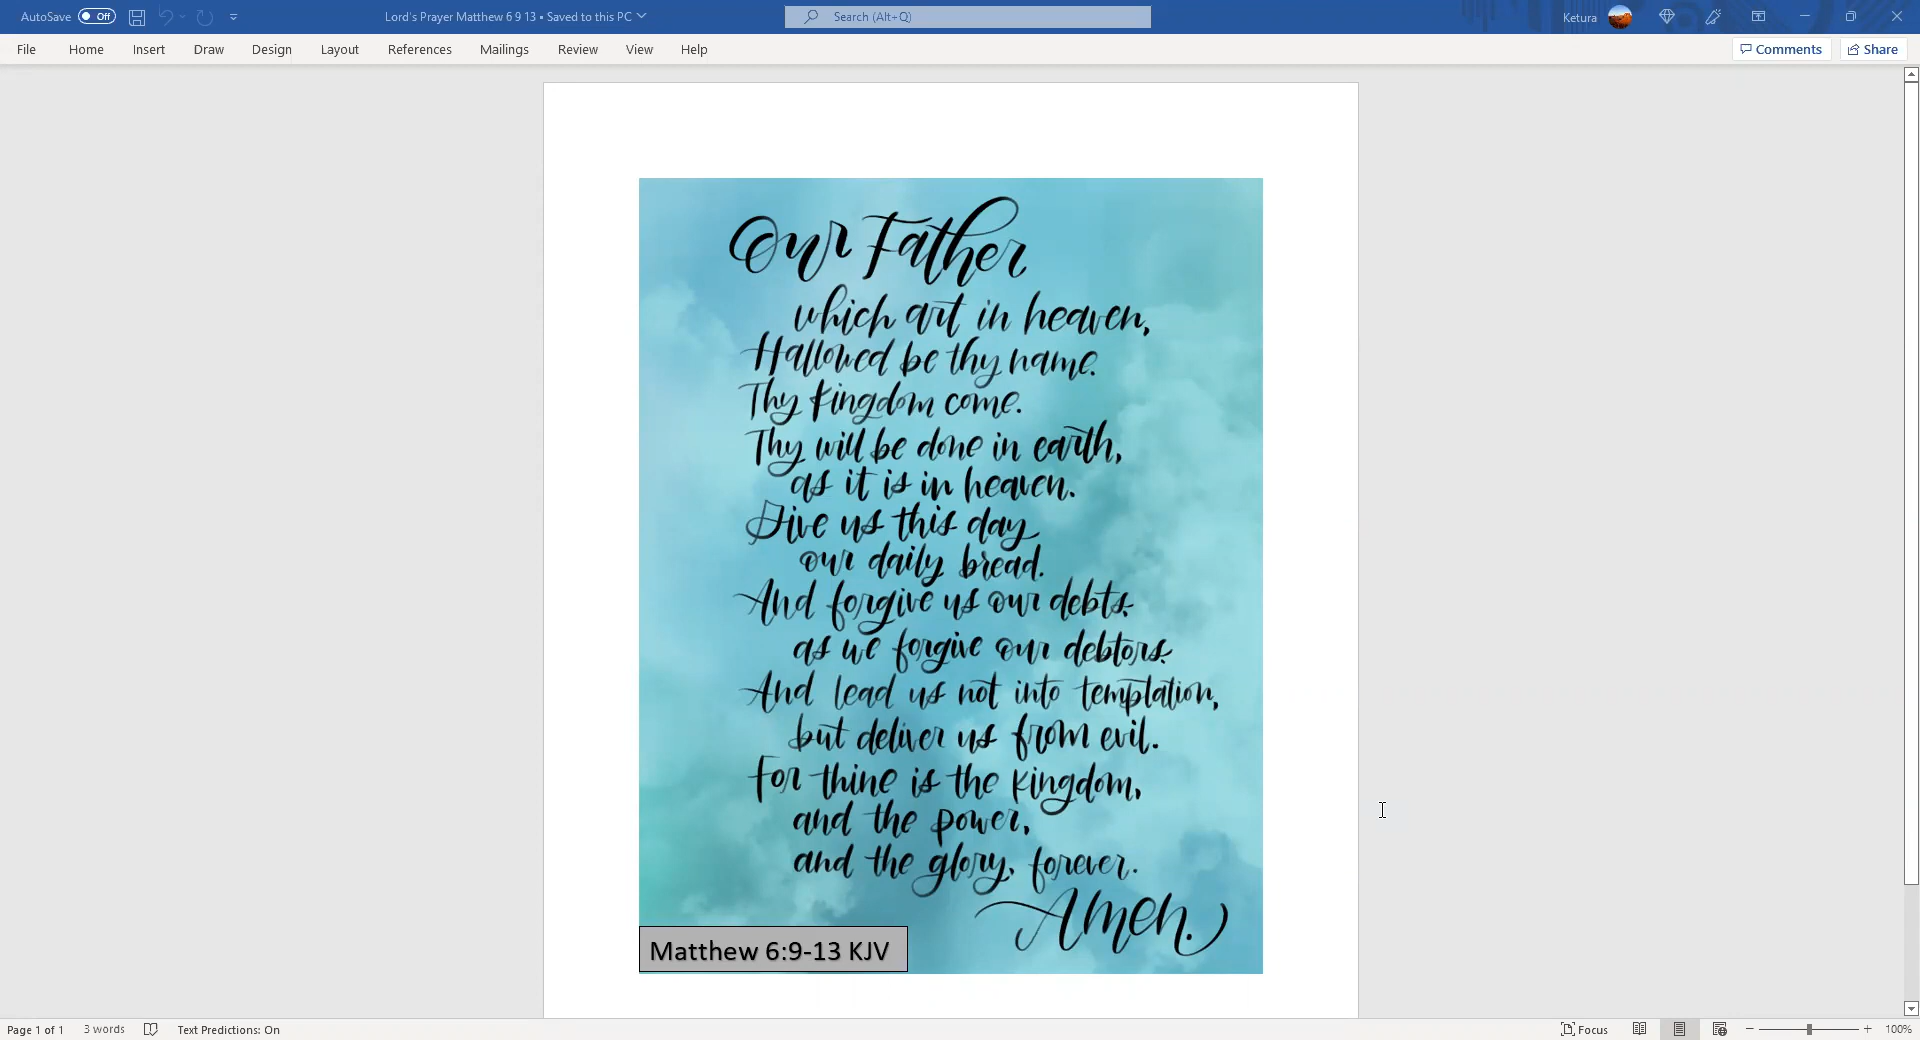 AutoSave Off Lord's Prayer Matthew 6 9 13 • Saved to this PC Search (Alt+Q) Ketura
File Home Insert Draw Design Layout References Mailings Review View Help Comments Share
Our Father
which art in heaven,
Hallowed be thy name.
Thy kingdom come.
Thy will be done in earth,
as it is in heaven.
Give us this day
our daily bread.
And forgive us our debts,
as we forgive our debtors.
And lead us not into temptation,
but deliver us from evil.
For thine is the kingdom,
and the power,
and the glory, forever.
Amen.
Matthew 6:9-13 KJV
Page 1 of 1 3 words Text Predictions: On Focus 100%